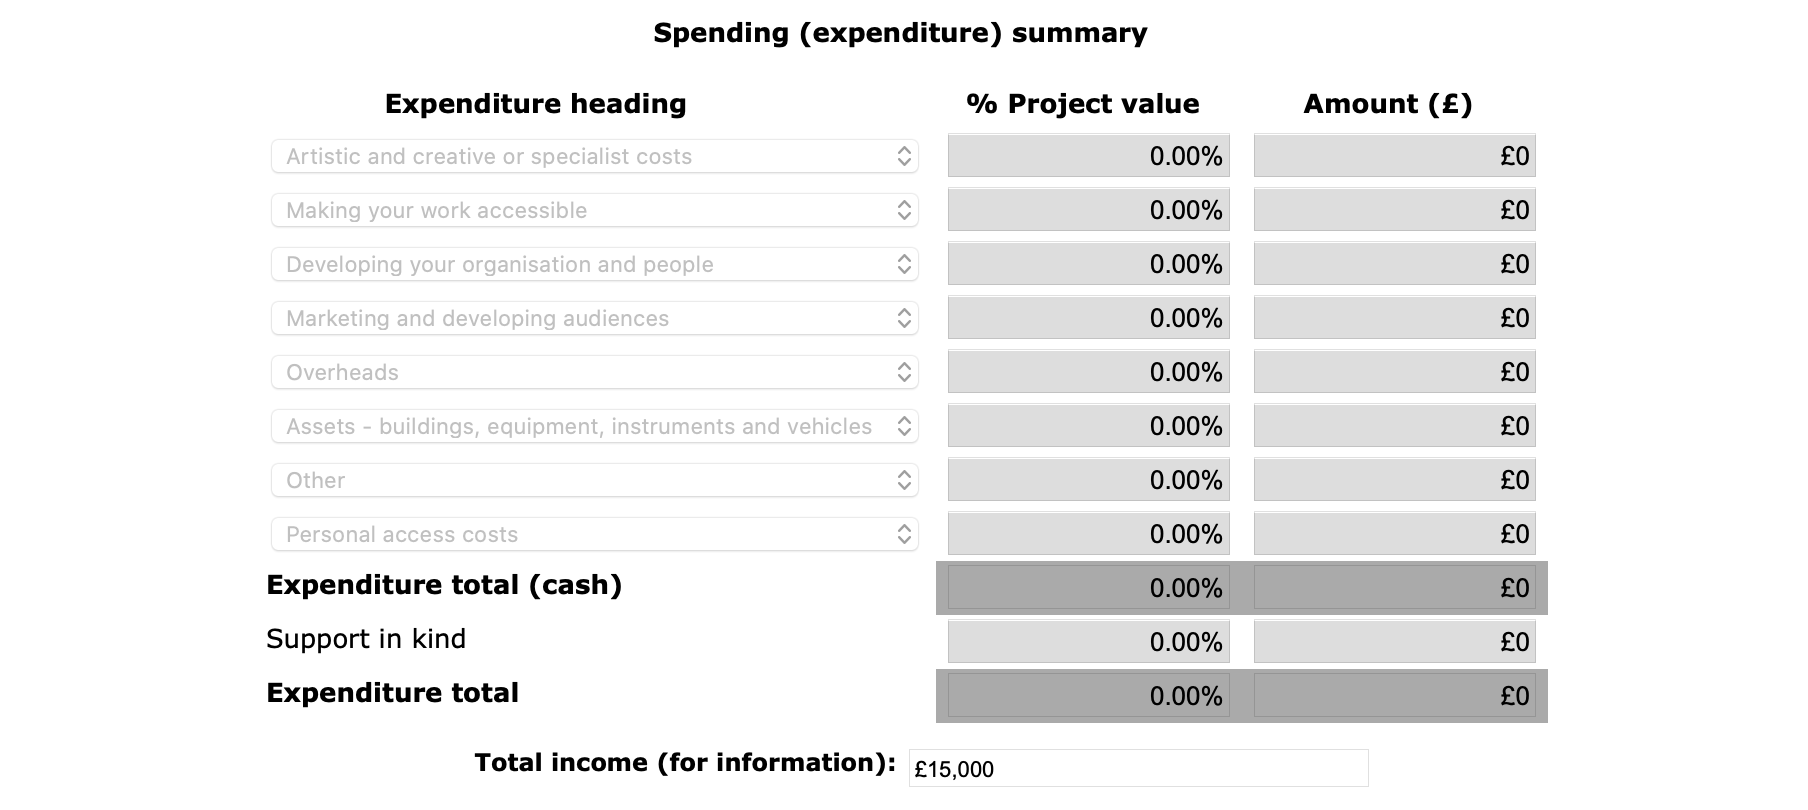 Spending (expenditure) summary
Expenditure heading % Project value Amount (£)
Artistic and creative or specialist costs 0.00% £0
Making your work accessible 0.00% £0
Developing your organisation and people 0.00% £0
Marketing and developing audiences 0.00% £0
Overheads 0.00% £0
Assets - buildings, equipment, instruments and vehicles 0.00% £0
Other 0.00% £0
Personal access costs 0.00% £0
Expenditure total (cash) 0.00% £0
Support in kind 0.00% £0
Expenditure total 0.00% £0
Total income (for information): £15,000